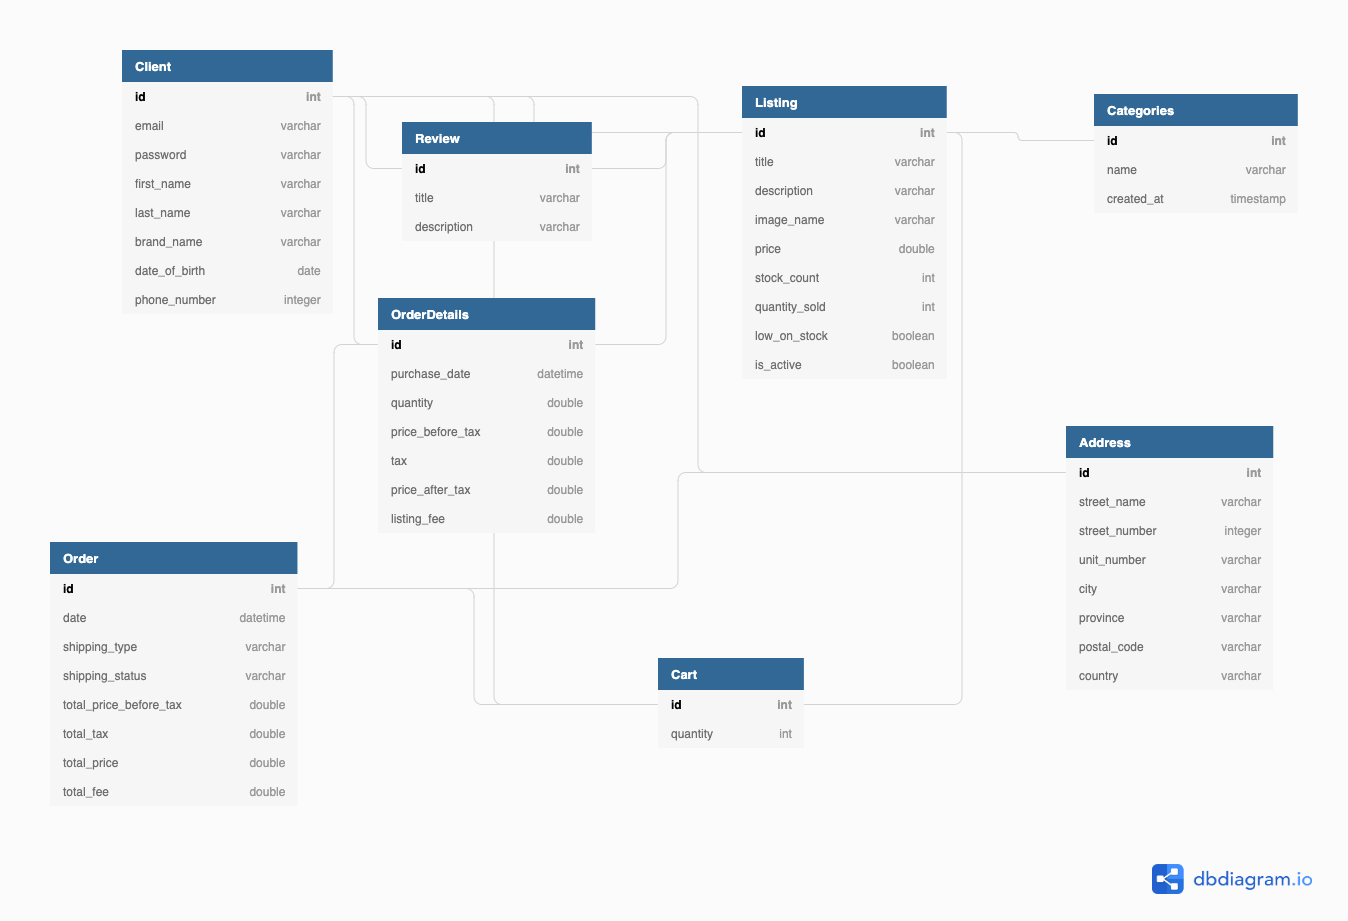 Client
id int
email varchar
password varchar
first_name varchar
last_name varchar
brand_name varchar
date_of_birth date
phone_number integer
Review
id int
title varchar
description varchar
Listing
id int
title varchar
description varchar
image_name varchar
price double
stock_count int
quantity_sold int
low_on_stock boolean
is_active boolean
Categories
id int
name varchar
created_at timestamp
OrderDetails
id int
purchase_date datetime
quantity double
price_before_tax double
tax double
price_after_tax double
listing_fee double
Address
id int
street_name varchar
street_number integer
unit_number varchar
city varchar
province varchar
postal_code varchar
country varchar
Order
id int
date datetime
shipping_type varchar
shipping_status varchar
total_price_before_tax double
total_tax double
total_price double
total_fee double
Cart
id int
quantity int
dbdiagram.io